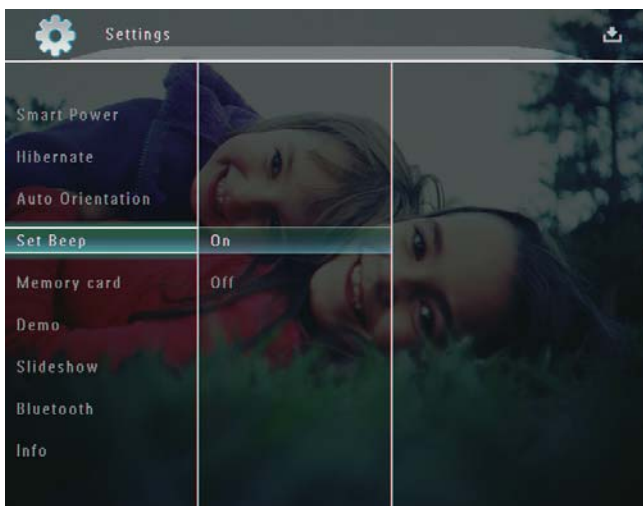 Settings
Smart Power
Hibernate
Auto Orientation
Set Beep
On
Memory card
Off
Demo
Slideshow
Bluetooth
Info